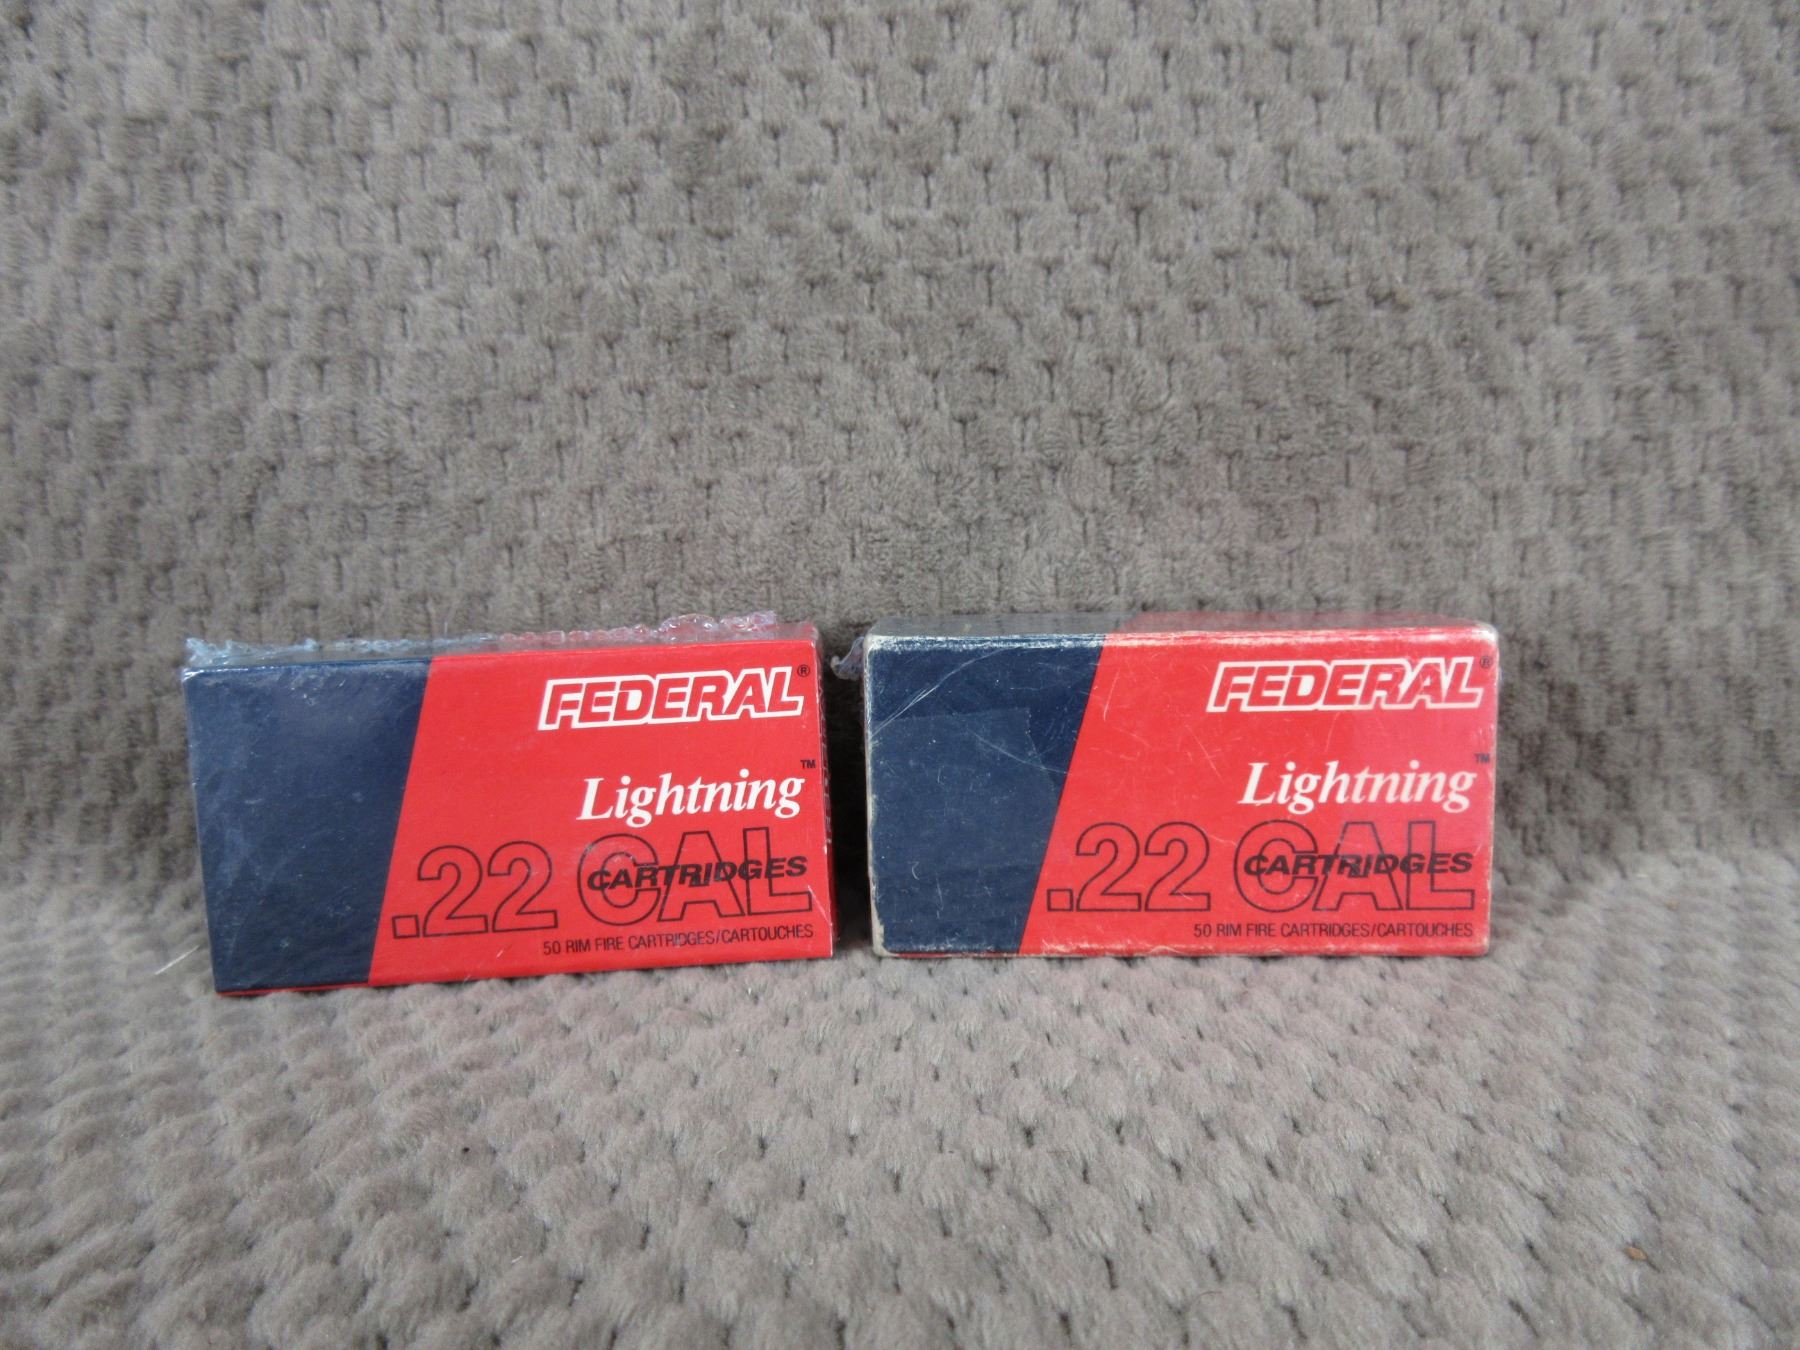 FEDERAL®
Lightning™
.22 CAL
CARTRIDGES
50 RIM FIRE CARTRIDGES/CARTOUCHES
FEDERAL®
Lightning™
.22 CAL
CARTRIDGES
50 RIM FIRE CARTRIDGES/CARTOUCHES